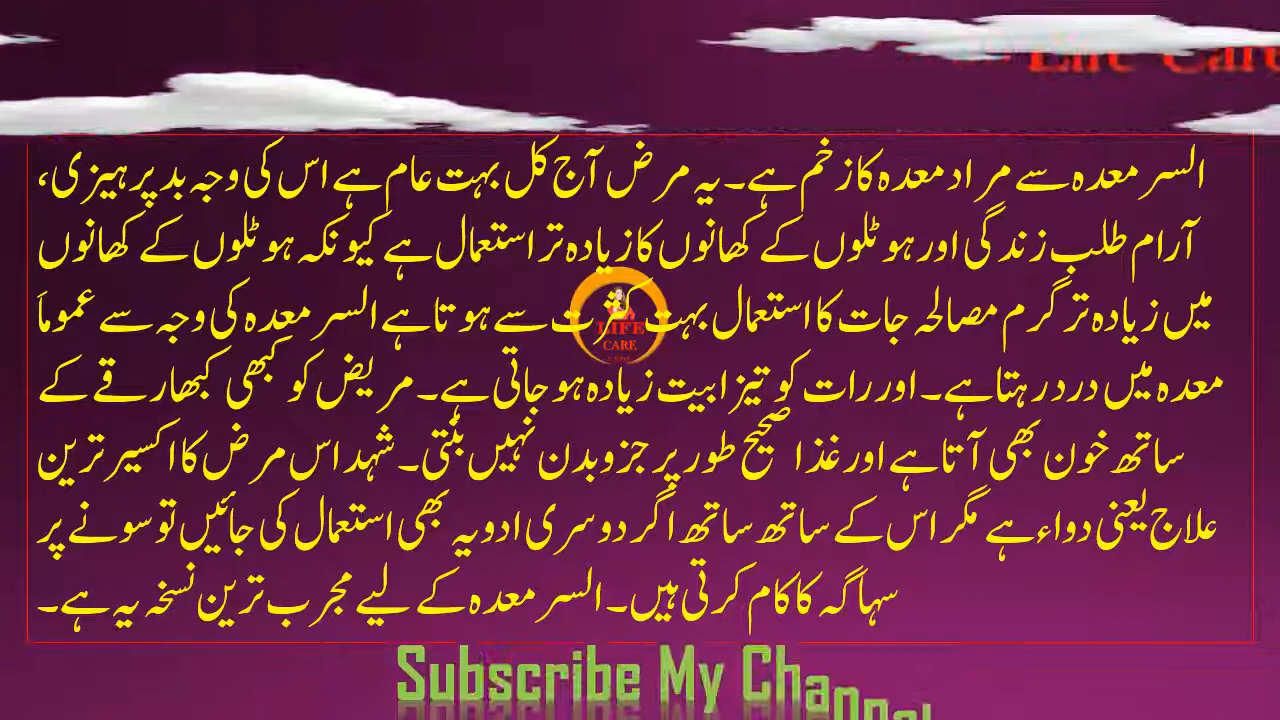 Life Care
السر معدہ سے مراد معدہ کا زخم ہے۔ یہ مرض آج کل بہت عام ہے اس کی وجہ بد پرہیزی،
آرام طلب زندگی اور ہوٹلوں کے کھانوں کا زیادہ تر استعمال ہے کیونکہ ہوٹلوں کے کھانوں
میں زیادہ تر گرم مصالحہ جات کا استعمال بہت کثرت سے ہوتا ہے السر معدہ کی وجہ سے عموماَ
LIFE
CARE
معدہ میں درد رہتا ہے۔ اور رات کو تیزابیت زیادہ ہو جاتی ہے۔ مریض کو کبھی کبھار قے کے
ساتھ خون بھی آتا ہے اور غذا صحیح طور پر جزو بدن نہیں بنتی۔ شہد اس مرض کا اکسیر ترین
علاج یعنی دواء ہے مگر اس کے ساتھ ساتھ اگر دوسری ادویہ بھی استعمال کی جائیں تو سونے پر
سہاگہ کا کام کرتی ہیں۔ السر معدہ کے لیے مجرب ترین نسخہ یہ ہے۔
Subscribe My Channel